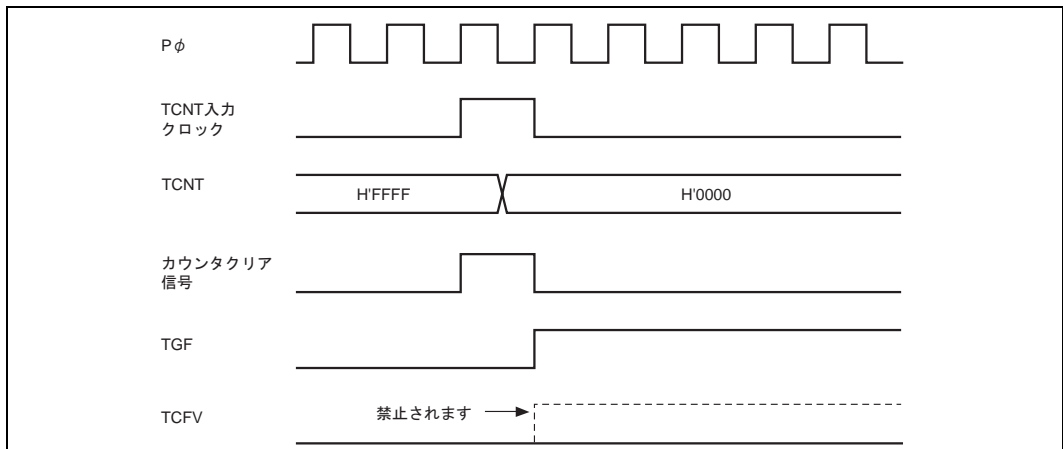 Pφ
TCNT入力
クロック
TCNT
H'FFFF
H'0000
カウンタクリア
信号
TGF
TCFV
禁止されます